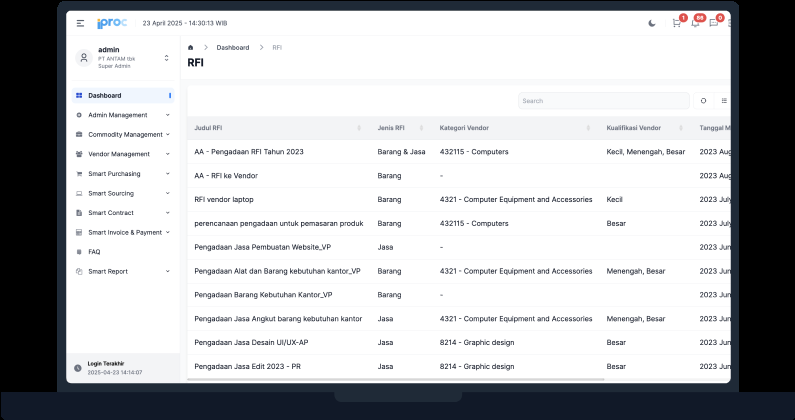 iproc
23 April 2025 - 14:30:13 WIB
1
86
0
admin
PT ANTAM tbk
Super Admin
Dashboard
Admin Management
Commodity Management
Vendor Management
Smart Purchasing
Smart Sourcing
Smart Contract
Smart Invoice & Payment
FAQ
Smart Report
Login Terakhir
2025-04-23 14:14:07
Dashboard
RFI
RFI
Search
Judul RFI Jenis RFI Kategori Vendor Kualifikasi Vendor Tanggal M
AA - Pengadaan RFI Tahun 2023 Barang & Jasa 432115 - Computers Kecil, Menengah, Besar 2023 Aug
AA - RFI ke Vendor Barang - 2023 Aug
RFI vendor laptop Barang 4321 - Computer Equipment and Accessories Kecil 2023 July
perencanaan pengadaan untuk pemasaran produk Barang 432115 - Computers Besar 2023 July
Pengadaan Jasa Pembuatan Website_VP Jasa - 2023 Jun
Pengadaan Alat dan Barang kebutuhan kantor_VP Barang 4321 - Computer Equipment and Accessories Menengah, Besar 2023 Jun
Pengadaan Barang Kebutuhan Kantor_VP Barang - 2023 Jun
Pengadaan Jasa Angkut barang kebutuhan kantor Jasa 4321 - Computer Equipment and Accessories Menengah, Besar 2023 Jun
Pengadaan Jasa Desain UI/UX-AP Jasa 8214 - Graphic design Besar 2023 Jun
Pengadaan Jasa Edit 2023 - PR Jasa 8214 - Graphic design Besar 2023 Jun